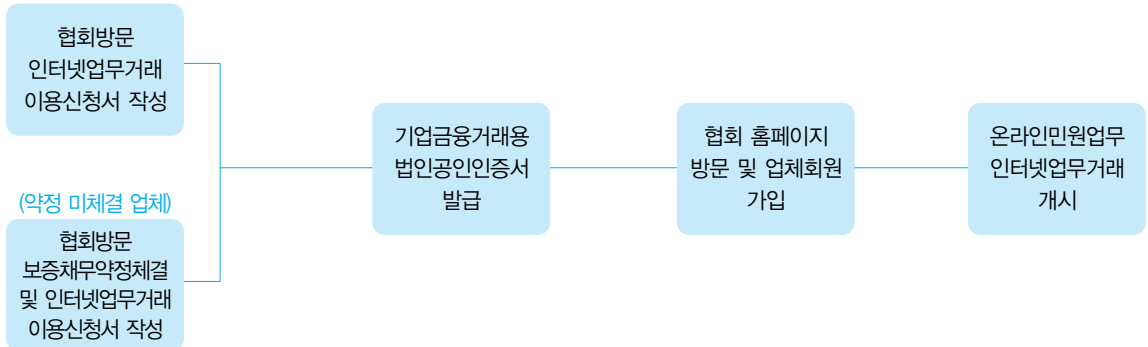 협회방문
인터넷업무거래
이용신청서 작성
(약정 미체결 업체)
협회방문
보증채무약정체결
및 인터넷업무거래
이용신청서 작성
기업금융거래용
법인공인인증서
발급
협회 홈페이지
방문 및 업체회원
가입
온라인민원업무
인터넷업무거래
개시